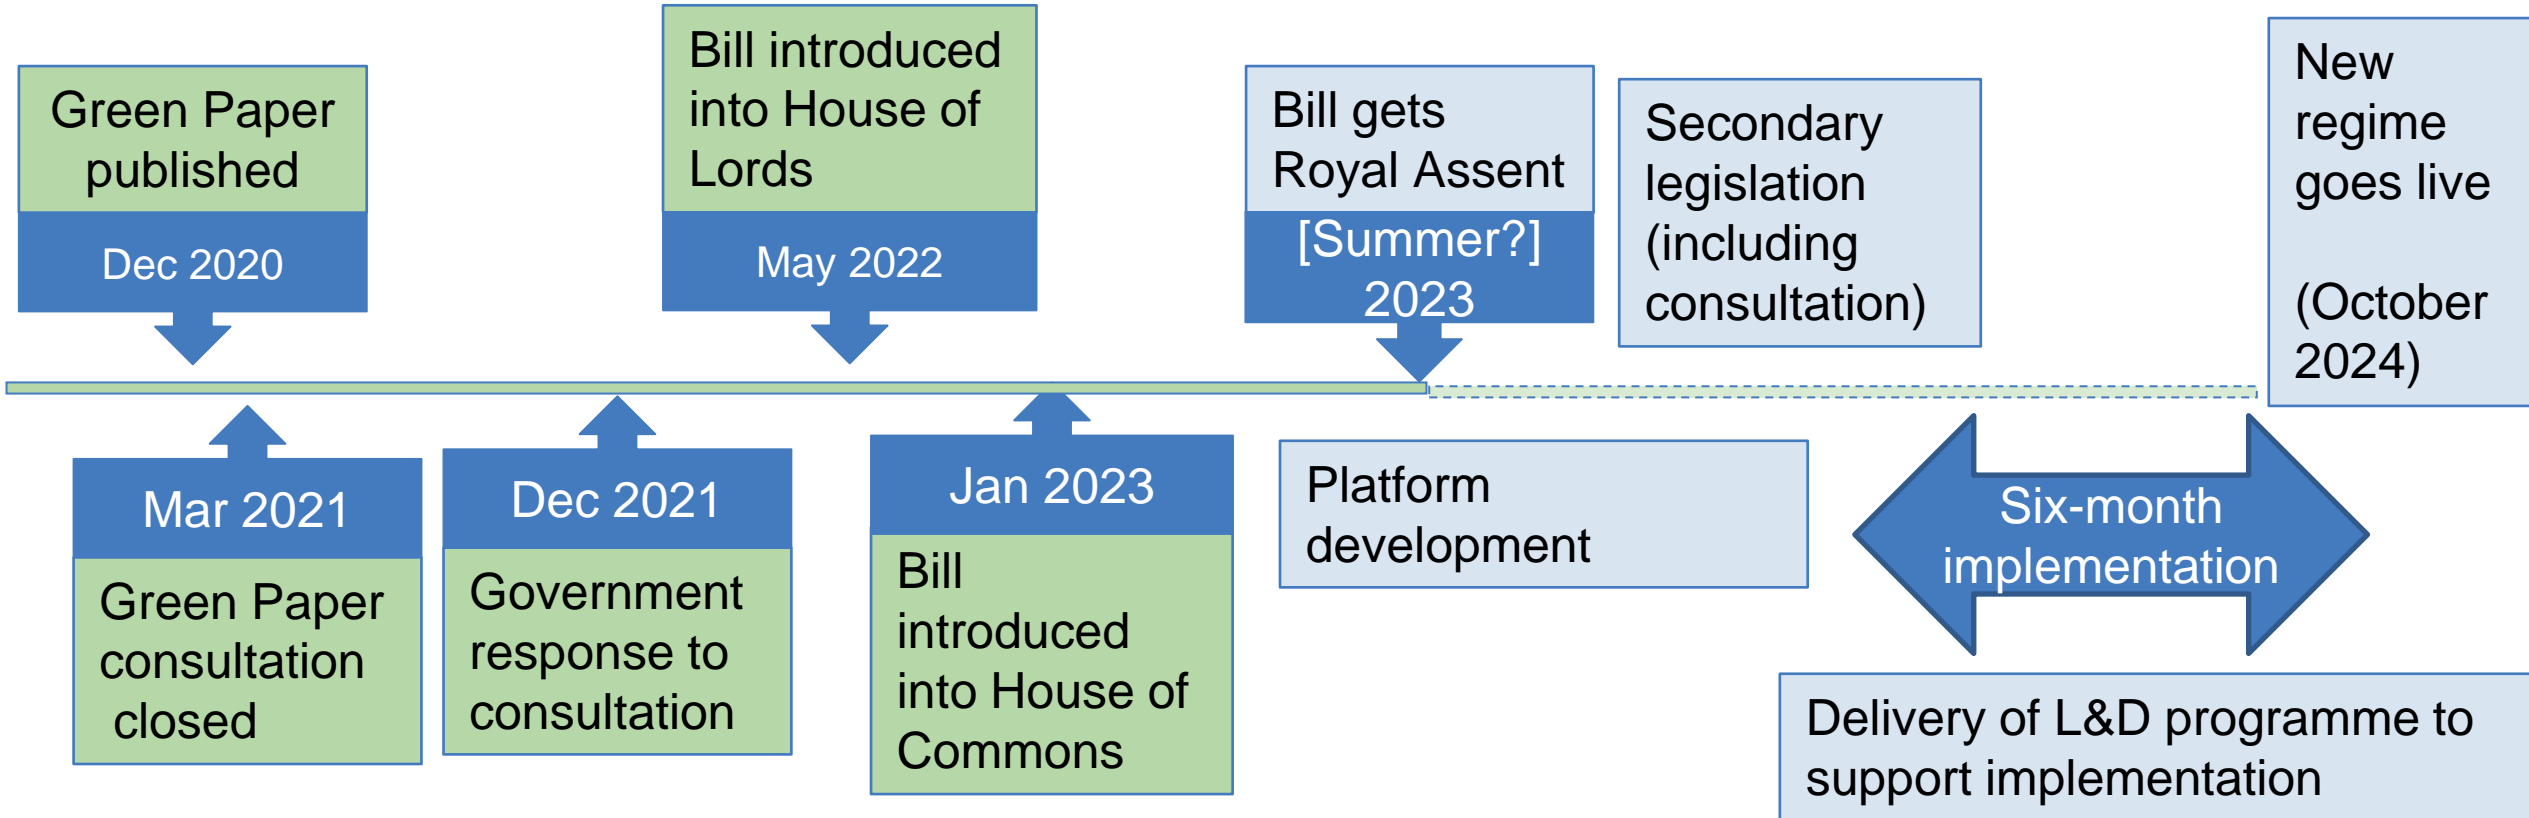 Green Paper
published
Dec 2020
Bill introduced
into House of
Lords
May 2022
Bill gets
Royal Assent
[Summer?]
2023
Secondary
legislation
(including
consultation)
New
regime
goes live
(October
2024)
Mar 2021
Green Paper
consultation
closed
Dec 2021
Government
response to
consultation
Jan 2023
Bill
introduced
into House of
Commons
Platform
development
Six-month
implementation
Delivery of L&D programme to
support implementation